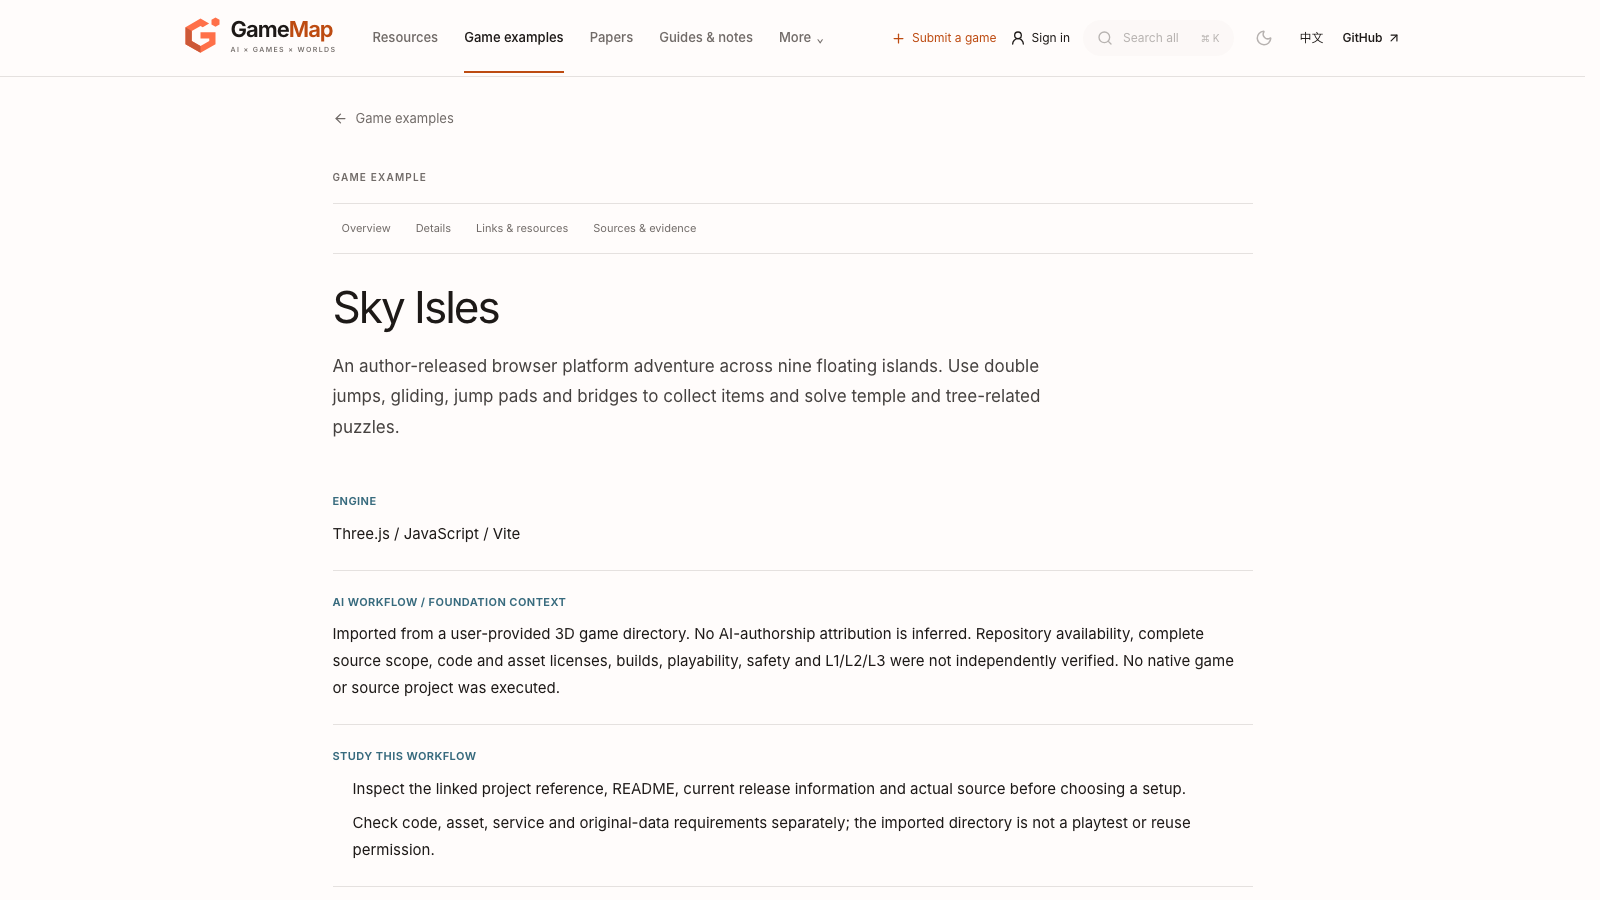 GameMap
AI × GAMES × WORLDS
Resources
Game examples
Papers
Guides & notes
More
Submit a game
Sign in
Search all
⌘ K
中文
GitHub
Game examples
GAME EXAMPLE
Overview
Details
Links & resources
Sources & evidence
Sky Isles
An author-released browser platform adventure across nine floating islands. Use double
jumps, gliding, jump pads and bridges to collect items and solve temple and tree-related
puzzles.
ENGINE
Three.js / JavaScript / Vite
AI WORKFLOW / FOUNDATION CONTEXT
Imported from a user-provided 3D game directory. No AI-authorship attribution is inferred. Repository availability, complete
source scope, code and asset licenses, builds, playability, safety and L1/L2/L3 were not independently verified. No native game
or source project was executed.
STUDY THIS WORKFLOW
Inspect the linked project reference, README, current release information and actual source before choosing a setup.
Check code, asset, service and original-data requirements separately; the imported directory is not a playtest or reuse
permission.